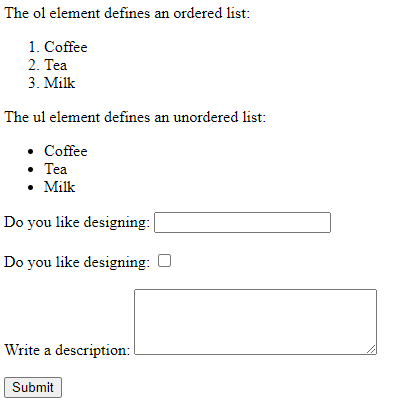 The ol element defines an ordered list:
1. Coffee
2. Tea
3. Milk
The ul element defines an unordered list:
• Coffee
• Tea
• Milk
Do you like designing:
Do you like designing:
Write a description:
Submit